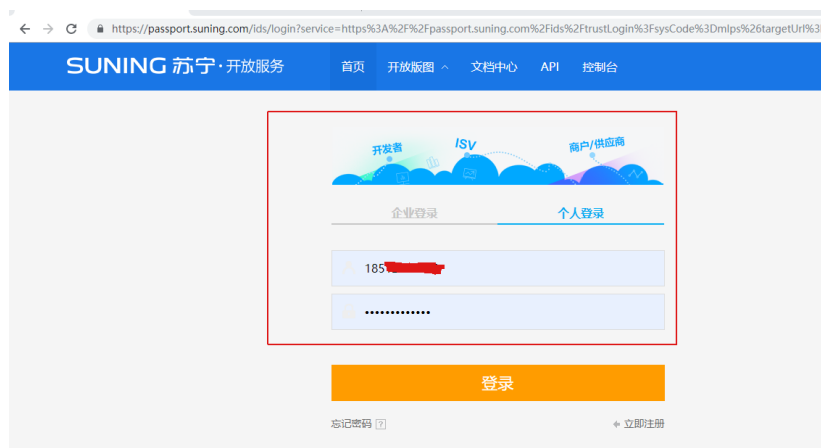 https://passport.suning.com/ids/login?service=https%3A%2F%2Fpassport.suning.com%2Fids%2FtrustLogin%3FsysCode%3Dmlps%26targetUrl%3
SUNING 苏宁·开放服务 首页 开放版图 文档中心 API 控制台
开发者 ISV 商户/供应商
企业登录 个人登录
185
•••••••••••••
登录
忘记密码 ? 立即注册